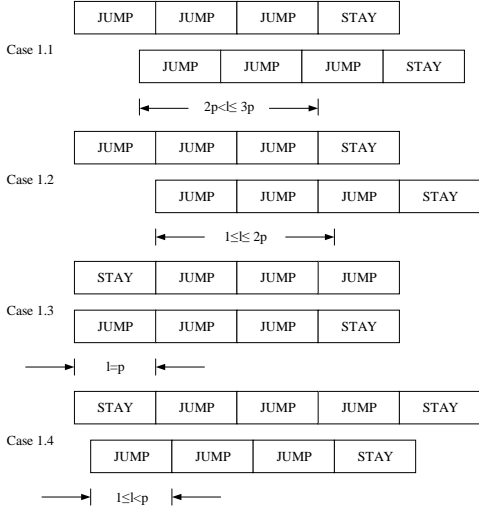 JUMP JUMP JUMP STAY
Case 1.1
JUMP JUMP JUMP STAY
2p<l≤ 3p
JUMP JUMP JUMP STAY
Case 1.2
JUMP JUMP JUMP STAY
1≤l≤ 2p
STAY JUMP JUMP JUMP
Case 1.3
JUMP JUMP JUMP STAY
l=p
STAY JUMP JUMP JUMP STAY
Case 1.4
JUMP JUMP JUMP STAY
1≤l<p